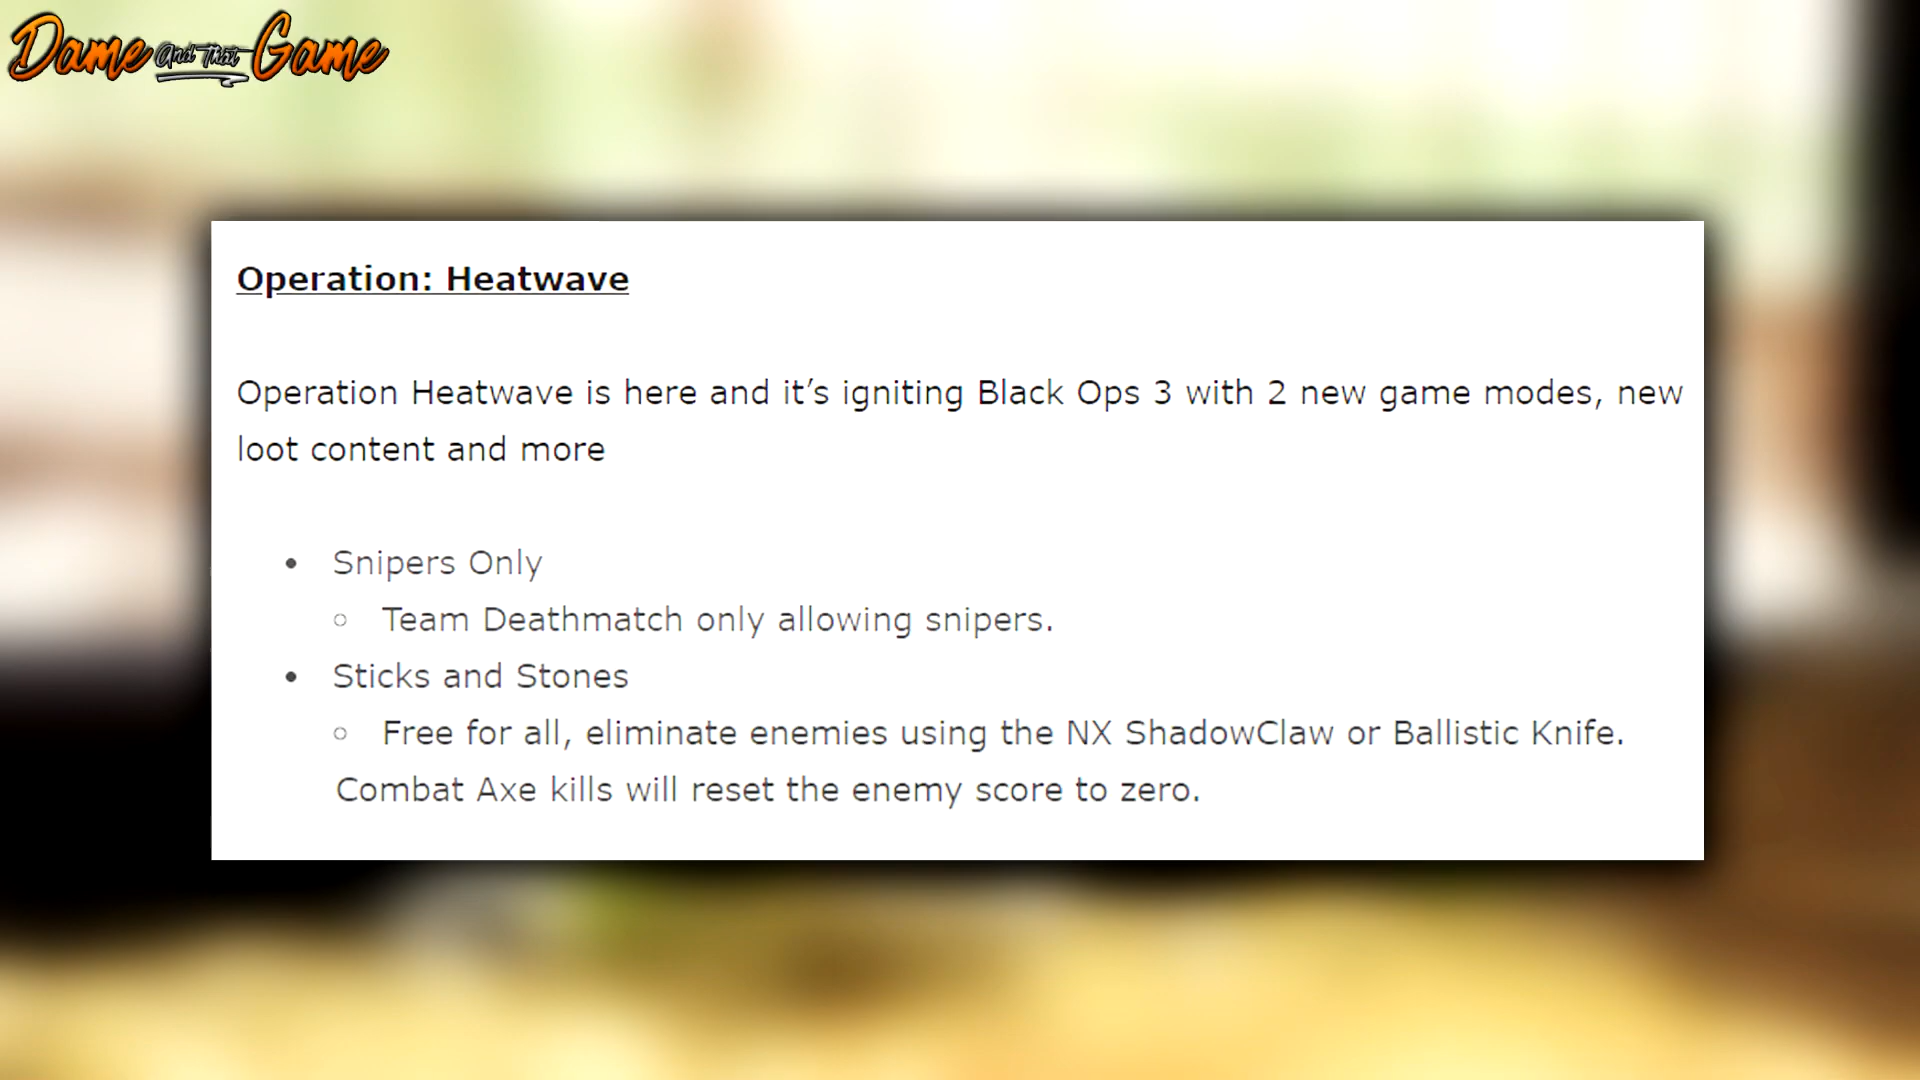 Dame And That Game
Operation: Heatwave
Operation Heatwave is here and it’s igniting Black Ops 3 with 2 new game modes, new
loot content and more
• Snipers Only
○ Team Deathmatch only allowing snipers.
• Sticks and Stones
○ Free for all, eliminate enemies using the NX ShadowClaw or Ballistic Knife.
Combat Axe kills will reset the enemy score to zero.